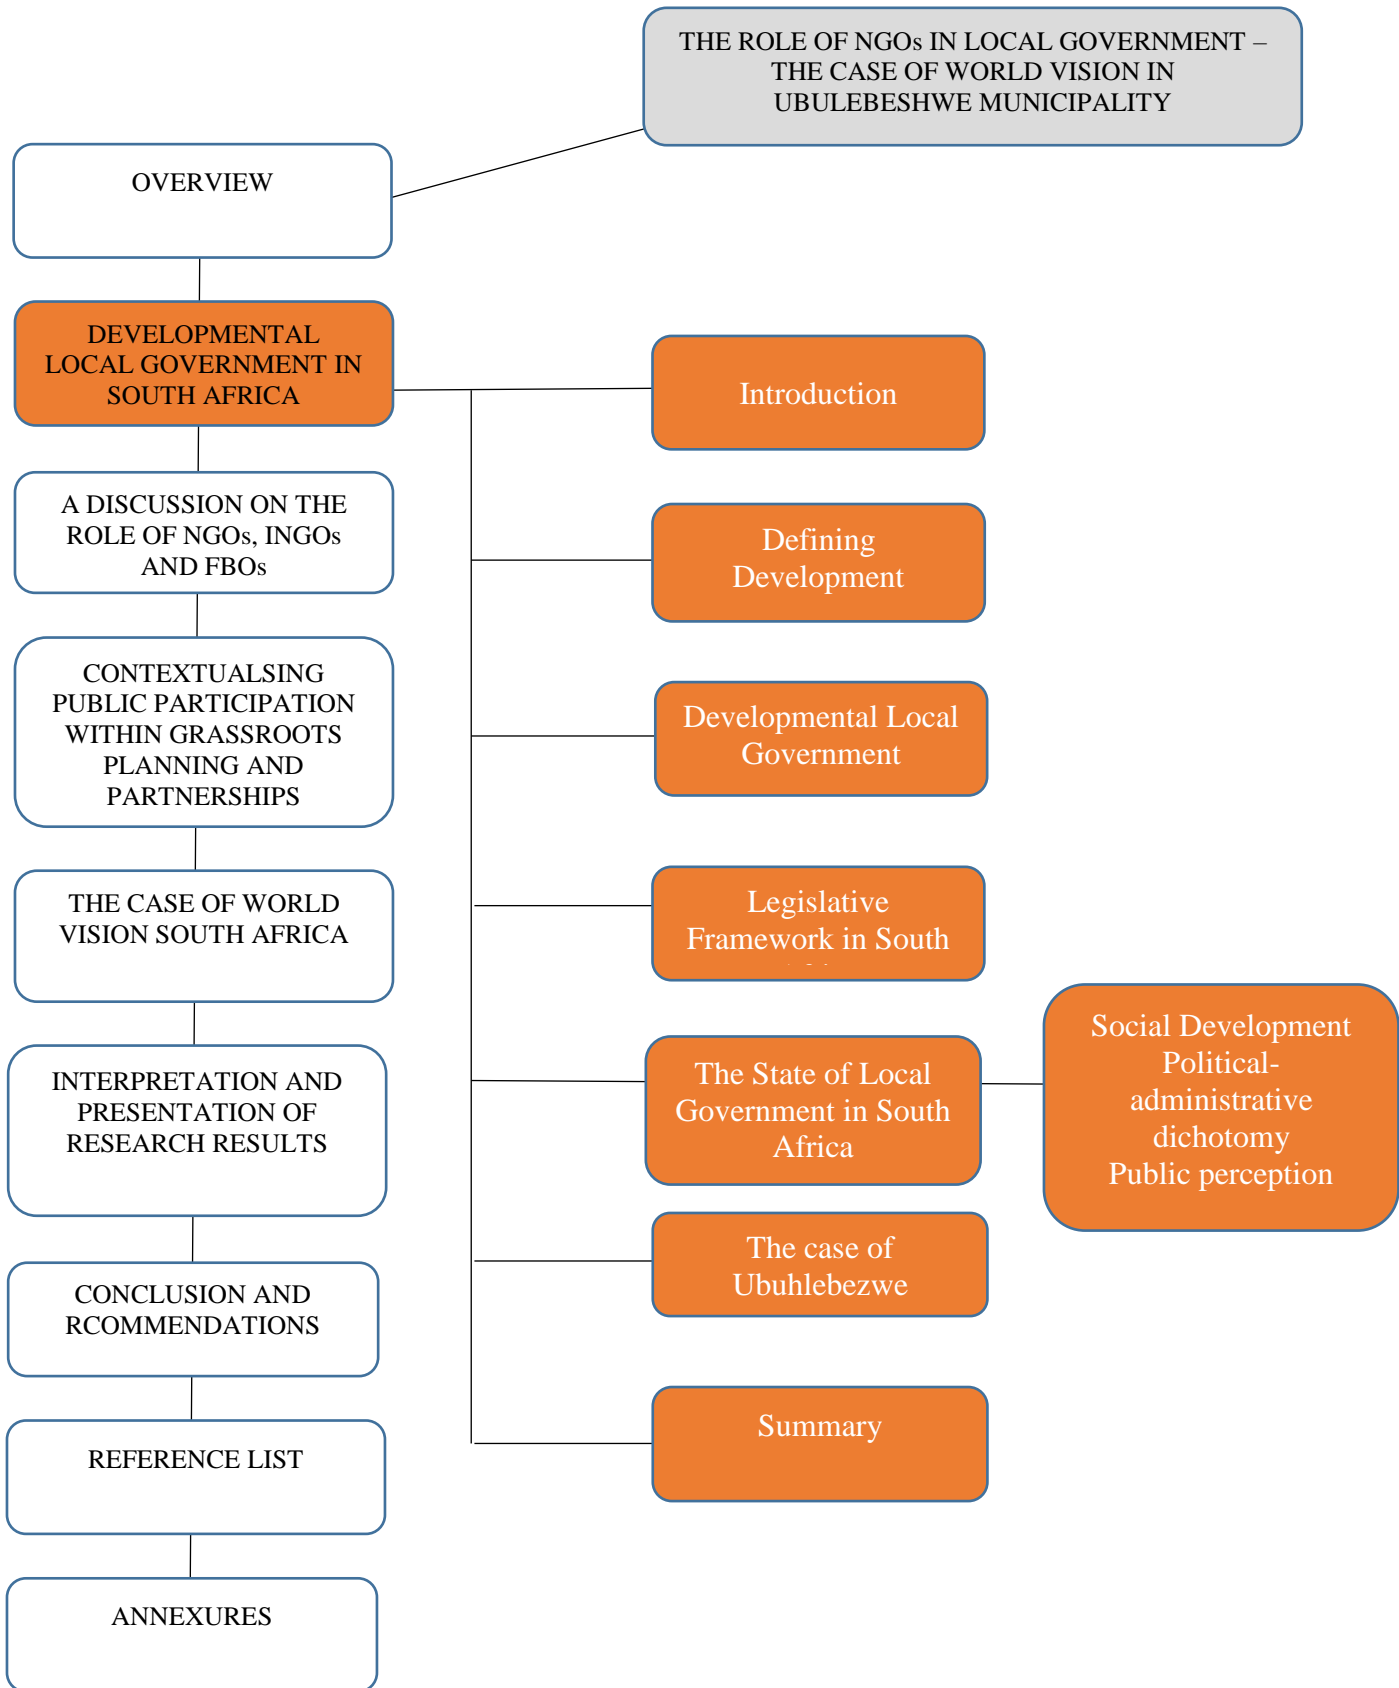 THE ROLE OF NGOs IN LOCAL GOVERNMENT –
THE CASE OF WORLD VISION IN
UBULEBESHWE MUNICIPALITY
OVERVIEW
DEVELOPMENTAL
LOCAL GOVERNMENT IN
SOUTH AFRICA
A DISCUSSION ON THE
ROLE OF NGOs, INGOs
AND FBOs
CONTEXTUALSING
PUBLIC PARTICIPATION
WITHIN GRASSROOTS
PLANNING AND
PARTNERSHIPS
THE CASE OF WORLD
VISION SOUTH AFRICA
INTERPRETATION AND
PRESENTATION OF
RESEARCH RESULTS
CONCLUSION AND
RCOMMENDATIONS
REFERENCE LIST
ANNEXURES
Introduction
Defining
Development
Developmental Local
Government
Legislative
Framework in South
The State of Local
Government in South
Africa
Social Development
Political-
administrative
dichotomy
Public perception
The case of
Ubuhlebezwe
Summary